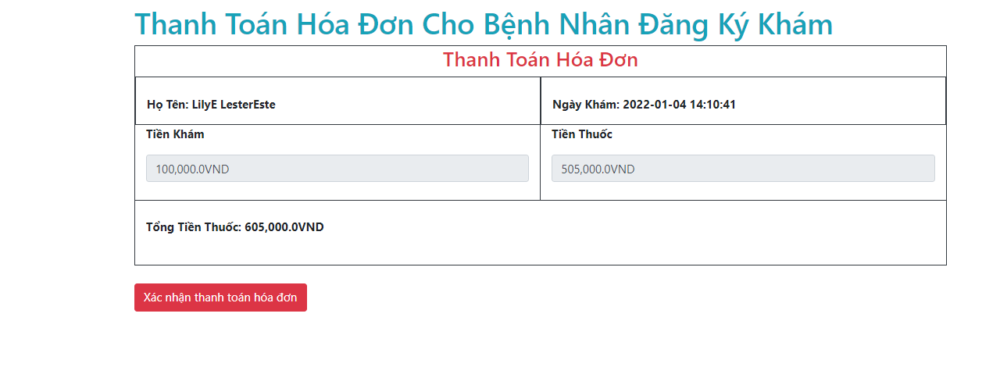 Thanh Toán Hóa Đơn Cho Bệnh Nhân Đăng Ký Khám
Thanh Toán Hóa Đơn
Họ Tên: LilyE LesterEste
Ngày Khám: 2022-01-04 14:10:41
Tiền Khám
Tiền Thuốc
100,000.0VND
505,000.0VND
Tổng Tiền Thuốc: 605,000.0VND
Xác nhận thanh toán hóa đơn